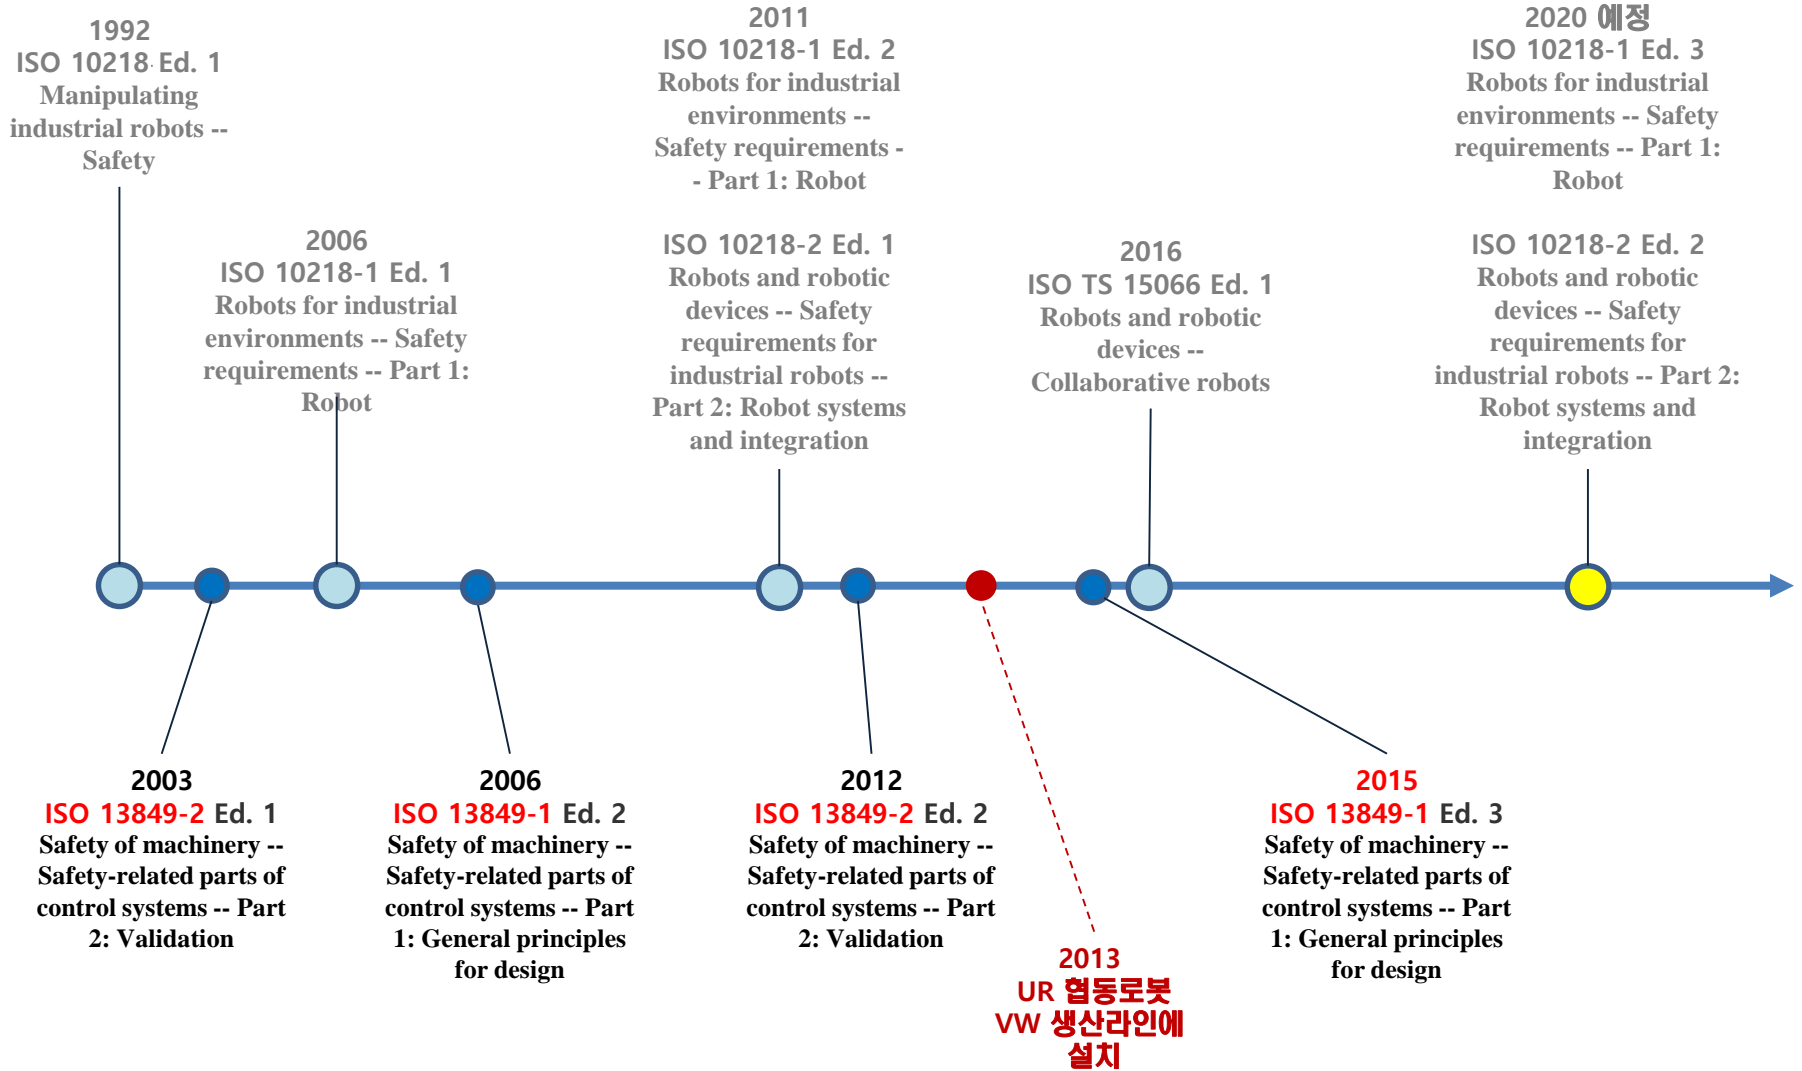 1992
ISO 10218 Ed. 1
Manipulating
industrial robots --
Safety
2006
ISO 10218-1 Ed. 1
Robots for industrial
environments -- Safety
requirements -- Part 1:
Robot
2011
ISO 10218-1 Ed. 2
Robots for industrial
environments --
Safety requirements -
- Part 1: Robot
ISO 10218-2 Ed. 1
Robots and robotic
devices -- Safety
requirements for
industrial robots --
Part 2: Robot systems
and integration
2016
ISO TS 15066 Ed. 1
Robots and robotic
devices --
Collaborative robots
2020 예정
ISO 10218-1 Ed. 3
Robots for industrial
environments -- Safety
requirements -- Part 1:
Robot
ISO 10218-2 Ed. 2
Robots and robotic
devices -- Safety
requirements for
industrial robots -- Part 2:
Robot systems and
integration
2003
ISO 13849-2 Ed. 1
Safety of machinery --
Safety-related parts of
control systems -- Part
2: Validation
2006
ISO 13849-1 Ed. 2
Safety of machinery --
Safety-related parts of
control systems -- Part
1: General principles
for design
2012
ISO 13849-2 Ed. 2
Safety of machinery --
Safety-related parts of
control systems -- Part
2: Validation
2013
UR 협동로봇
VW 생산라인에
설치
2015
ISO 13849-1 Ed. 3
Safety of machinery --
Safety-related parts of
control systems -- Part
1: General principles
for design